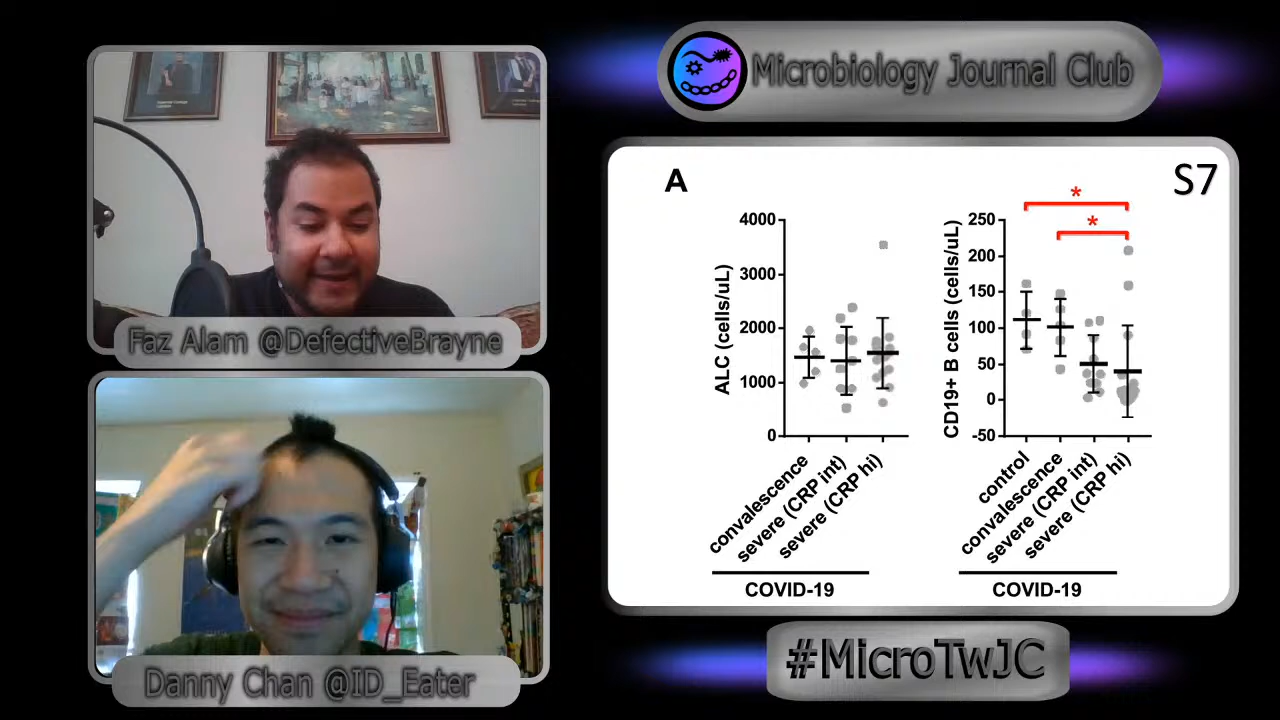 Faz Alam @DefectiveBrayne
Danny Chan @ID_Eater
Microbiology Journal Club
A
S7
ALC (cells/uL)
4000
3000
2000
1000
0
convalescence
severe (CRP int)
severe (CRP hi)
COVID-19
CD19+ B cells (cells/uL)
250
200
150
100
50
0
-50
*
*
control
convalescence
severe (CRP int)
severe (CRP hi)
COVID-19
#MicroTwJC